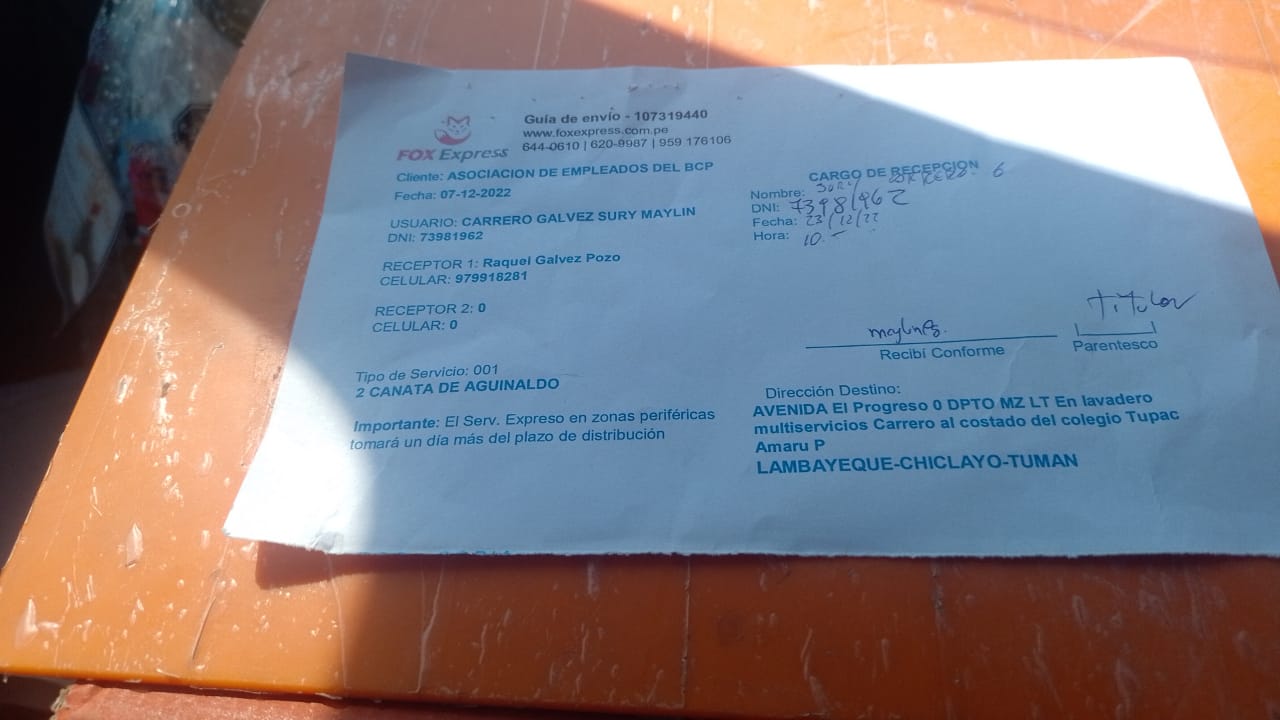 Guía de envío - 107319440
www.foxexpress.com.pe
644-0610 | 620-9987 | 959 176106
FOX Express
Cliente: ASOCIACION DE EMPLEADOS DEL BCP
Fecha: 07-12-2022
USUARIO: CARRERO GALVEZ SURY MAYLIN
DNI: 73981962
RECEPTOR 1: Raquel Galvez Pozo
CELULAR: 979918281
RECEPTOR 2: 0
CELULAR: 0
Tipo de Servicio: 001
2 CANATA DE AGUINALDO
Importante: El Serv. Expreso en zonas periféricas
tomará un día más del plazo de distribución
CARGO DE RECEPCION
Nombre: Sury Carrero G
DNI: 73981962
Fecha: 23/12/22
Hora: 10.-
titular
Recibí Conforme
Parentesco
Dirección Destino:
AVENIDA El Progreso 0 DPTO MZ LT En lavadero
multiservicios Carrero al costado del colegio Tupac
Amaru P
LAMBAYEQUE-CHICLAYO-TUMAN